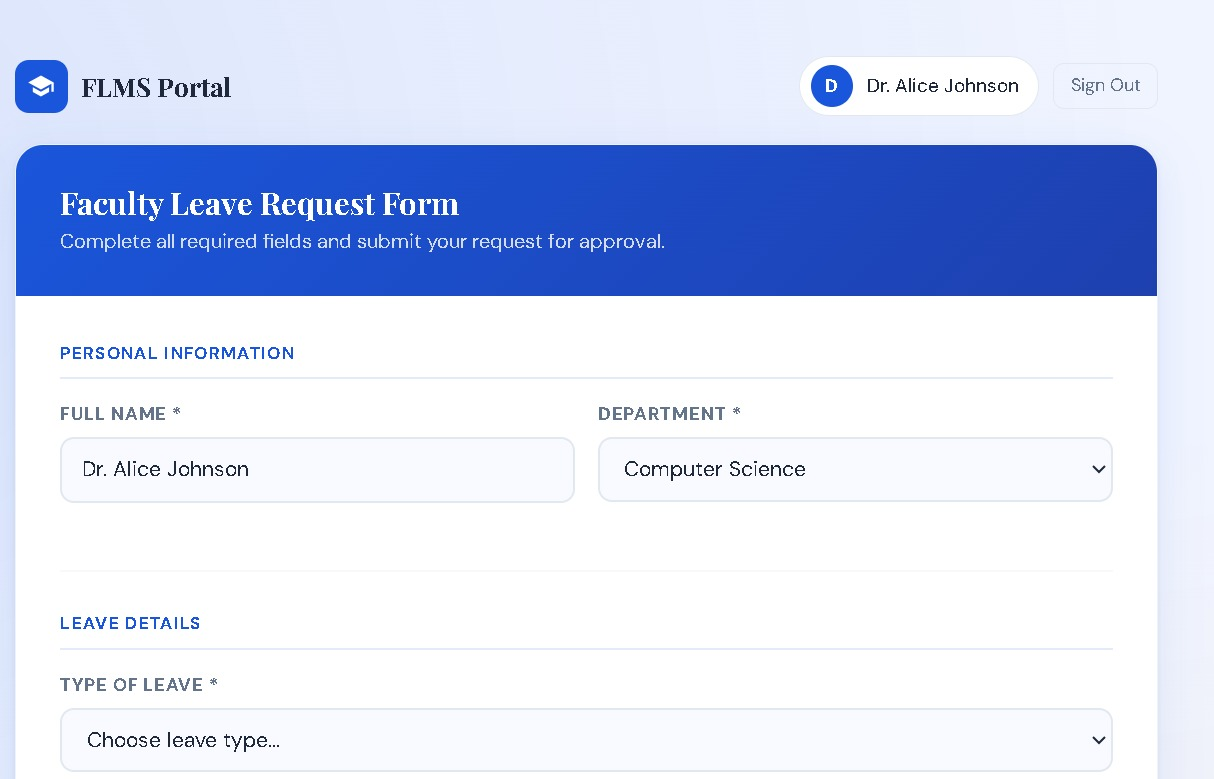 FLMS Portal
D
Dr. Alice Johnson
Sign Out
Faculty Leave Request Form
Complete all required fields and submit your request for approval.
PERSONAL INFORMATION
FULL NAME *
DEPARTMENT *
Dr. Alice Johnson
Computer Science
LEAVE DETAILS
TYPE OF LEAVE *
Choose leave type...